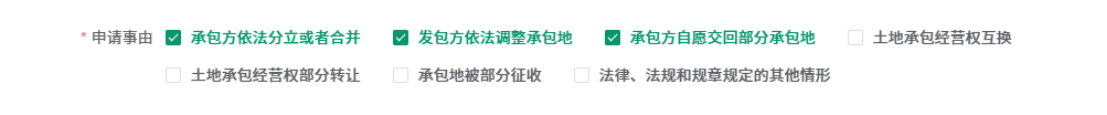 * 申请事由 承包方依法分立或者合并 发包方依法调整承包地 承包方自愿交回部分承包地 土地承包经营权互换
土地承包经营权部分转让 承包地被部分征收 法律、法规和规章规定的其他情形